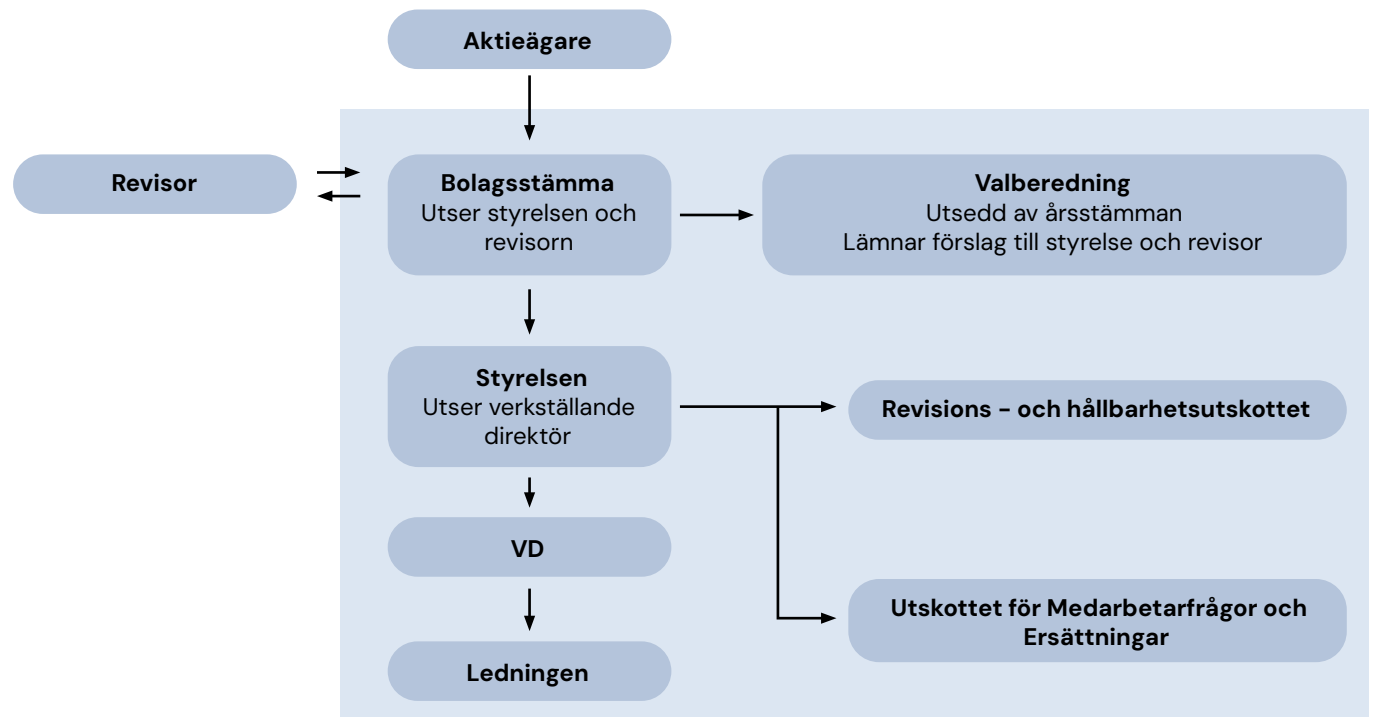 Aktieägare
Revisor
Bolagsstämma
Utser styrelsen och
revisorn
Valberedning
Utsedd av årsstämman
Lämnar förslag till styrelse och revisor
Styrelsen
Utser verkställande
direktör
Revisions - och hållbarhetsutskottet
VD
Utskottet för Medarbetarfrågor och
Ersättningar
Ledningen